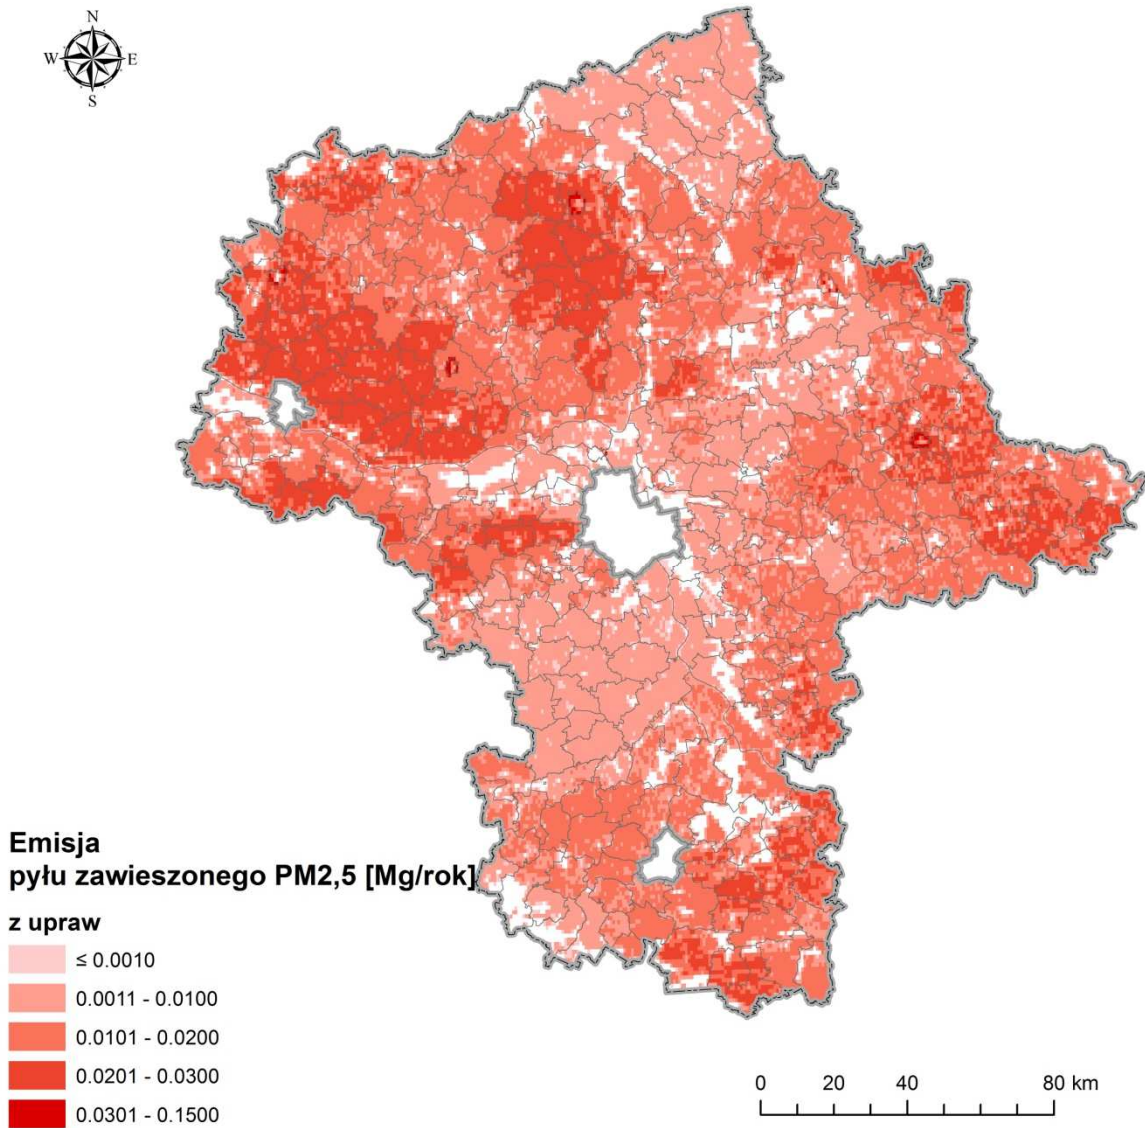 N
W E
S
Emisja
pyłu zawieszonego PM2,5 [Mg/rok]
z upraw
≤ 0.0010
0.0011 - 0.0100
0.0101 - 0.0200
0.0201 - 0.0300
0.0301 - 0.1500
0 20 40 80 km